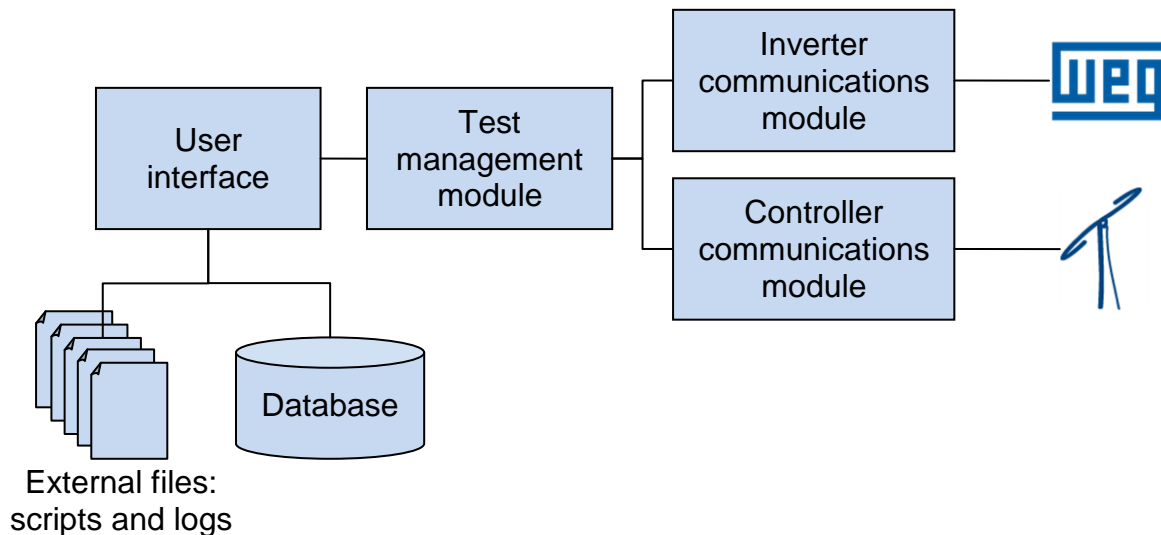 Inverter
communications
module
weg
User
interface
Test
management
module
Controller
communications
module
Database
External files:
scripts and logs